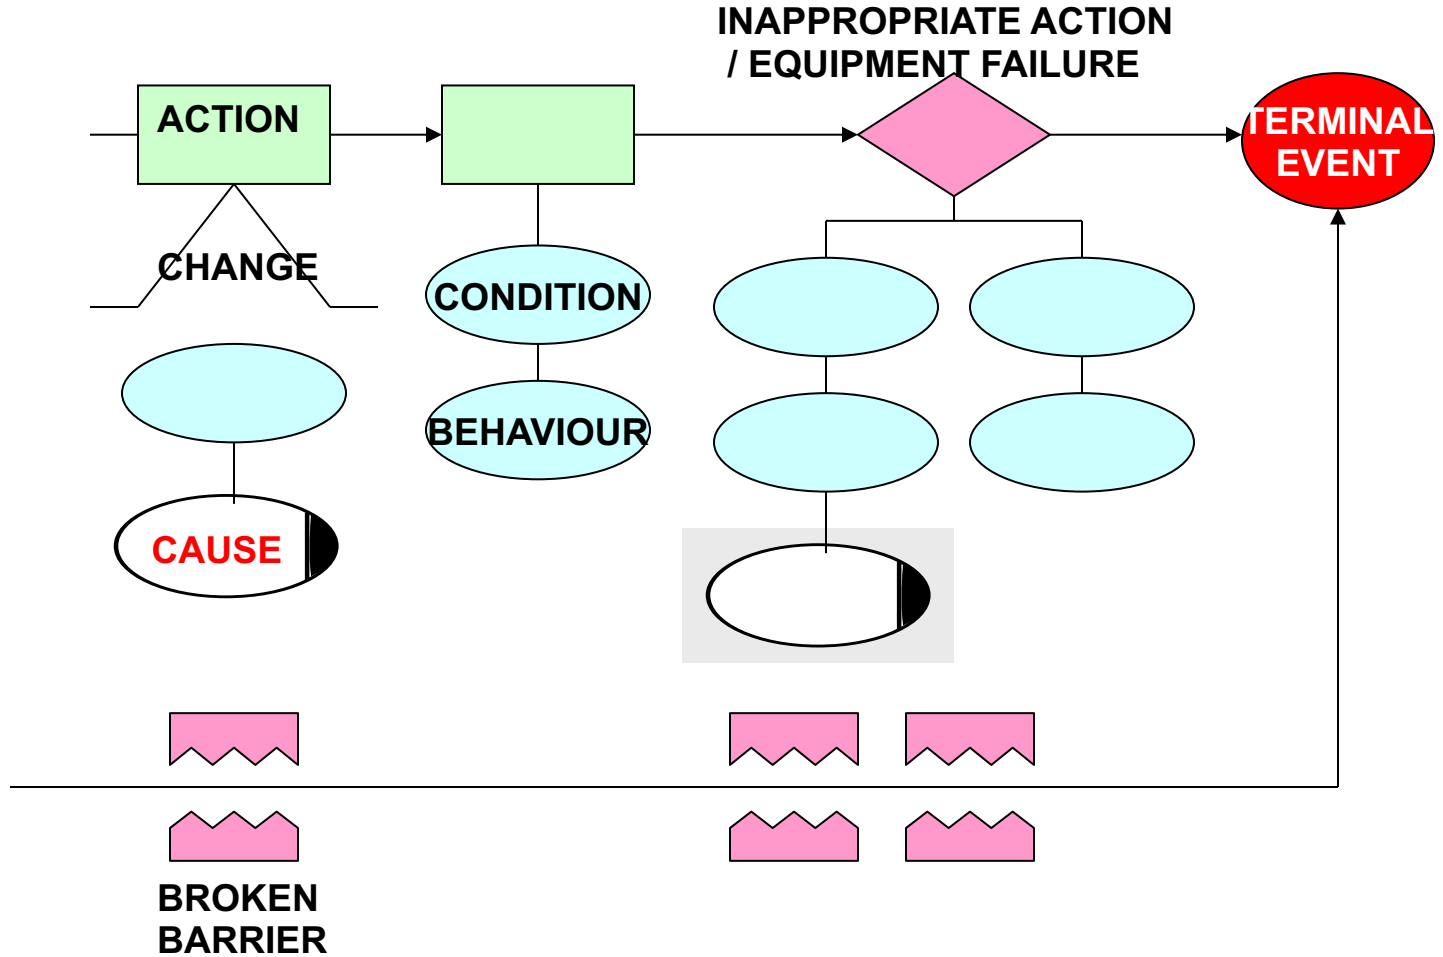 INAPPROPRIATE ACTION
/ EQUIPMENT FAILURE
ACTION
TERMINAL
EVENT
CHANGE
CONDITION
BEHAVIOUR
CAUSE
BROKEN
BARRIER